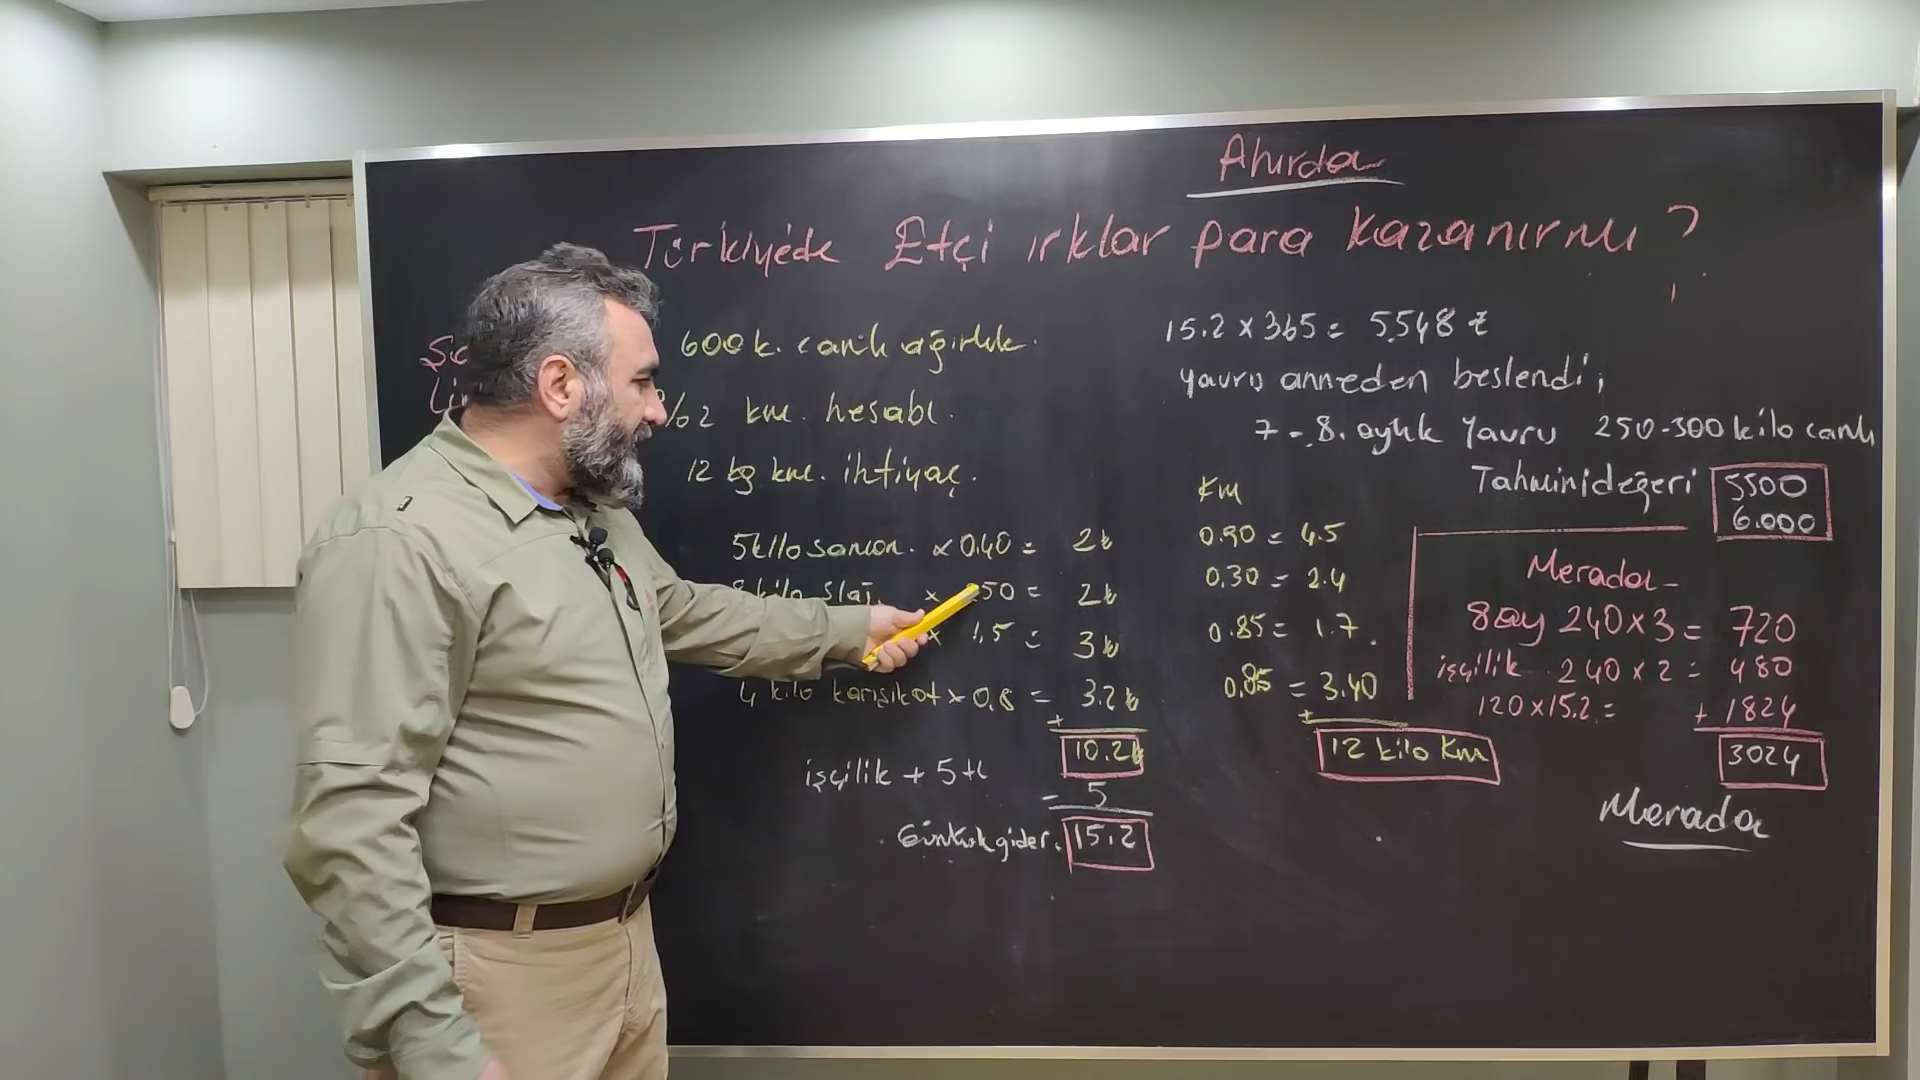 Ahırda
Türkiyede Etçi ırklar para kazanırmı ?
600 k. canlı ağırlık.
%2 km. hesabı.
12 kg km. ihtiyaç.
5 kilo saman. x 0.40 = 2 ₺
8 kilo slaj. x 250 = 2 ₺
x 1.5 = 3 ₺
4 kilo karışıkot x 0.8 = 3.2 ₺
+
10.2 ₺
işçilik + 5 tl
- 5
Günlük gider. 15.2
Km
0.90 = 4.5
0.30 = 2.4
0.85 = 1.7
0.85 = 3.40
+
12 kilo Km
15.2 x 365 = 5.548 ₺
yavru anneden beslendi,
7 - 8. aylık yavru 250-300 kilo canlı
Tahmini değeri 5500
6.000
Merada
8 ay 240 x 3 = 720
işçilik 240 x 2 = 480
120 x 15.2 = + 1824
3024
Merada